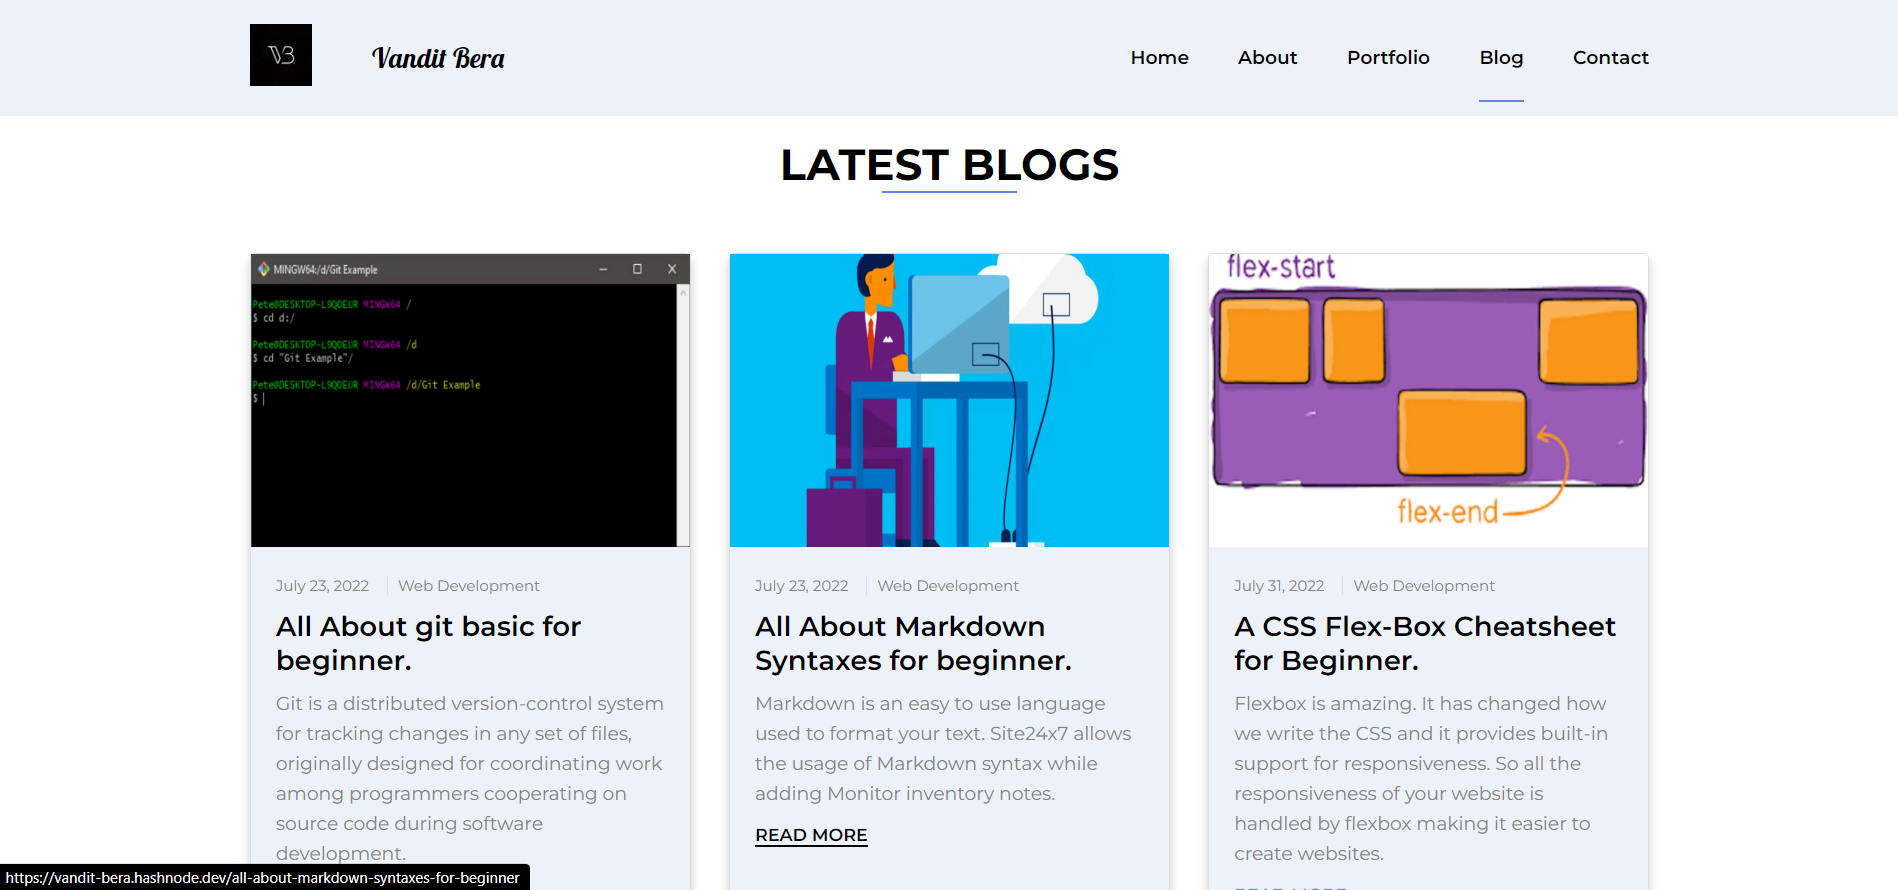 VB
Vandit Bera
Home
About
Portfolio
Blog
Contact
LATEST BLOGS
MINGW64:/d/Git Example
Pete@DESKTOP-L9QOEUR MINGW64 /
$ cd d:/
Pete@DESKTOP-L9QOEUR MINGW64 /d
$ cd "Git Example"/
Pete@DESKTOP-L9QOEUR MINGW64 /d/Git Example
$
July 23, 2022
Web Development
All About git basic for
beginner.
Git is a distributed version-control system
for tracking changes in any set of files,
originally designed for coordinating work
among programmers cooperating on
source code during software
development.
July 23, 2022
Web Development
All About Markdown
Syntaxes for beginner.
Markdown is an easy to use language
used to format your text. Site24x7 allows
the usage of Markdown syntax while
adding Monitor inventory notes.
READ MORE
flex-start
flex-end
July 31, 2022
Web Development
A CSS Flex-Box Cheatsheet
for Beginner.
Flexbox is amazing. It has changed how
we write the CSS and it provides built-in
support for responsiveness. So all the
responsiveness of your website is
handled by flexbox making it easier to
create websites.
https://vandit-bera.hashnode.dev/all-about-markdown-syntaxes-for-beginner